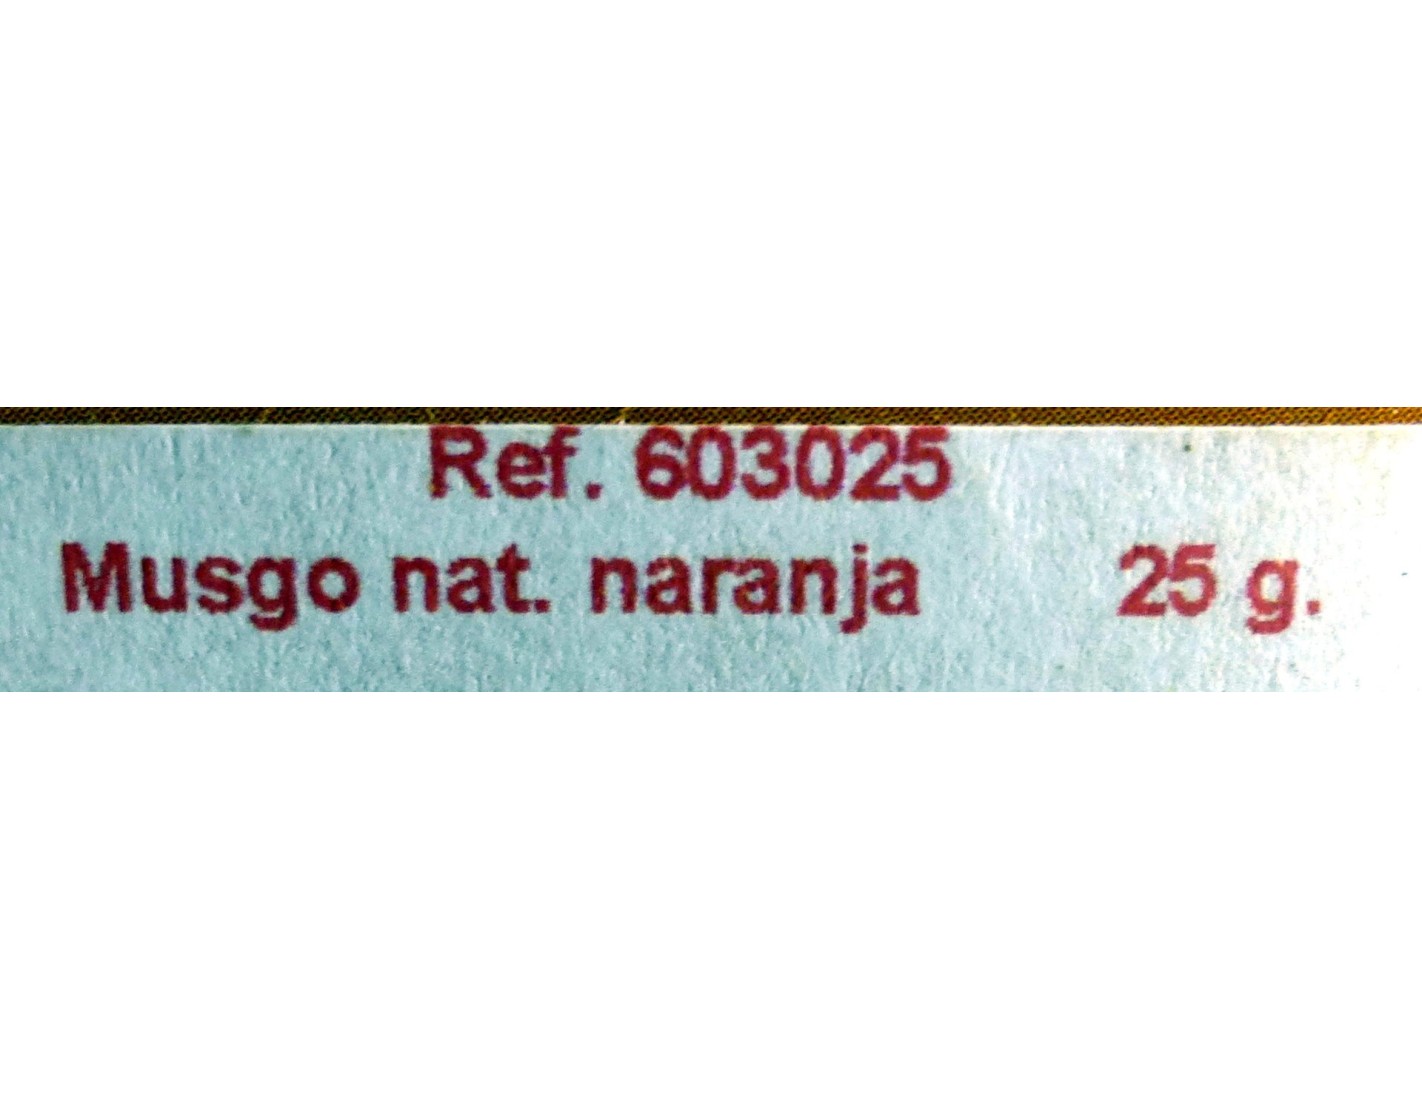 Ref. 603025
Musgo nat. naranja 25 g.